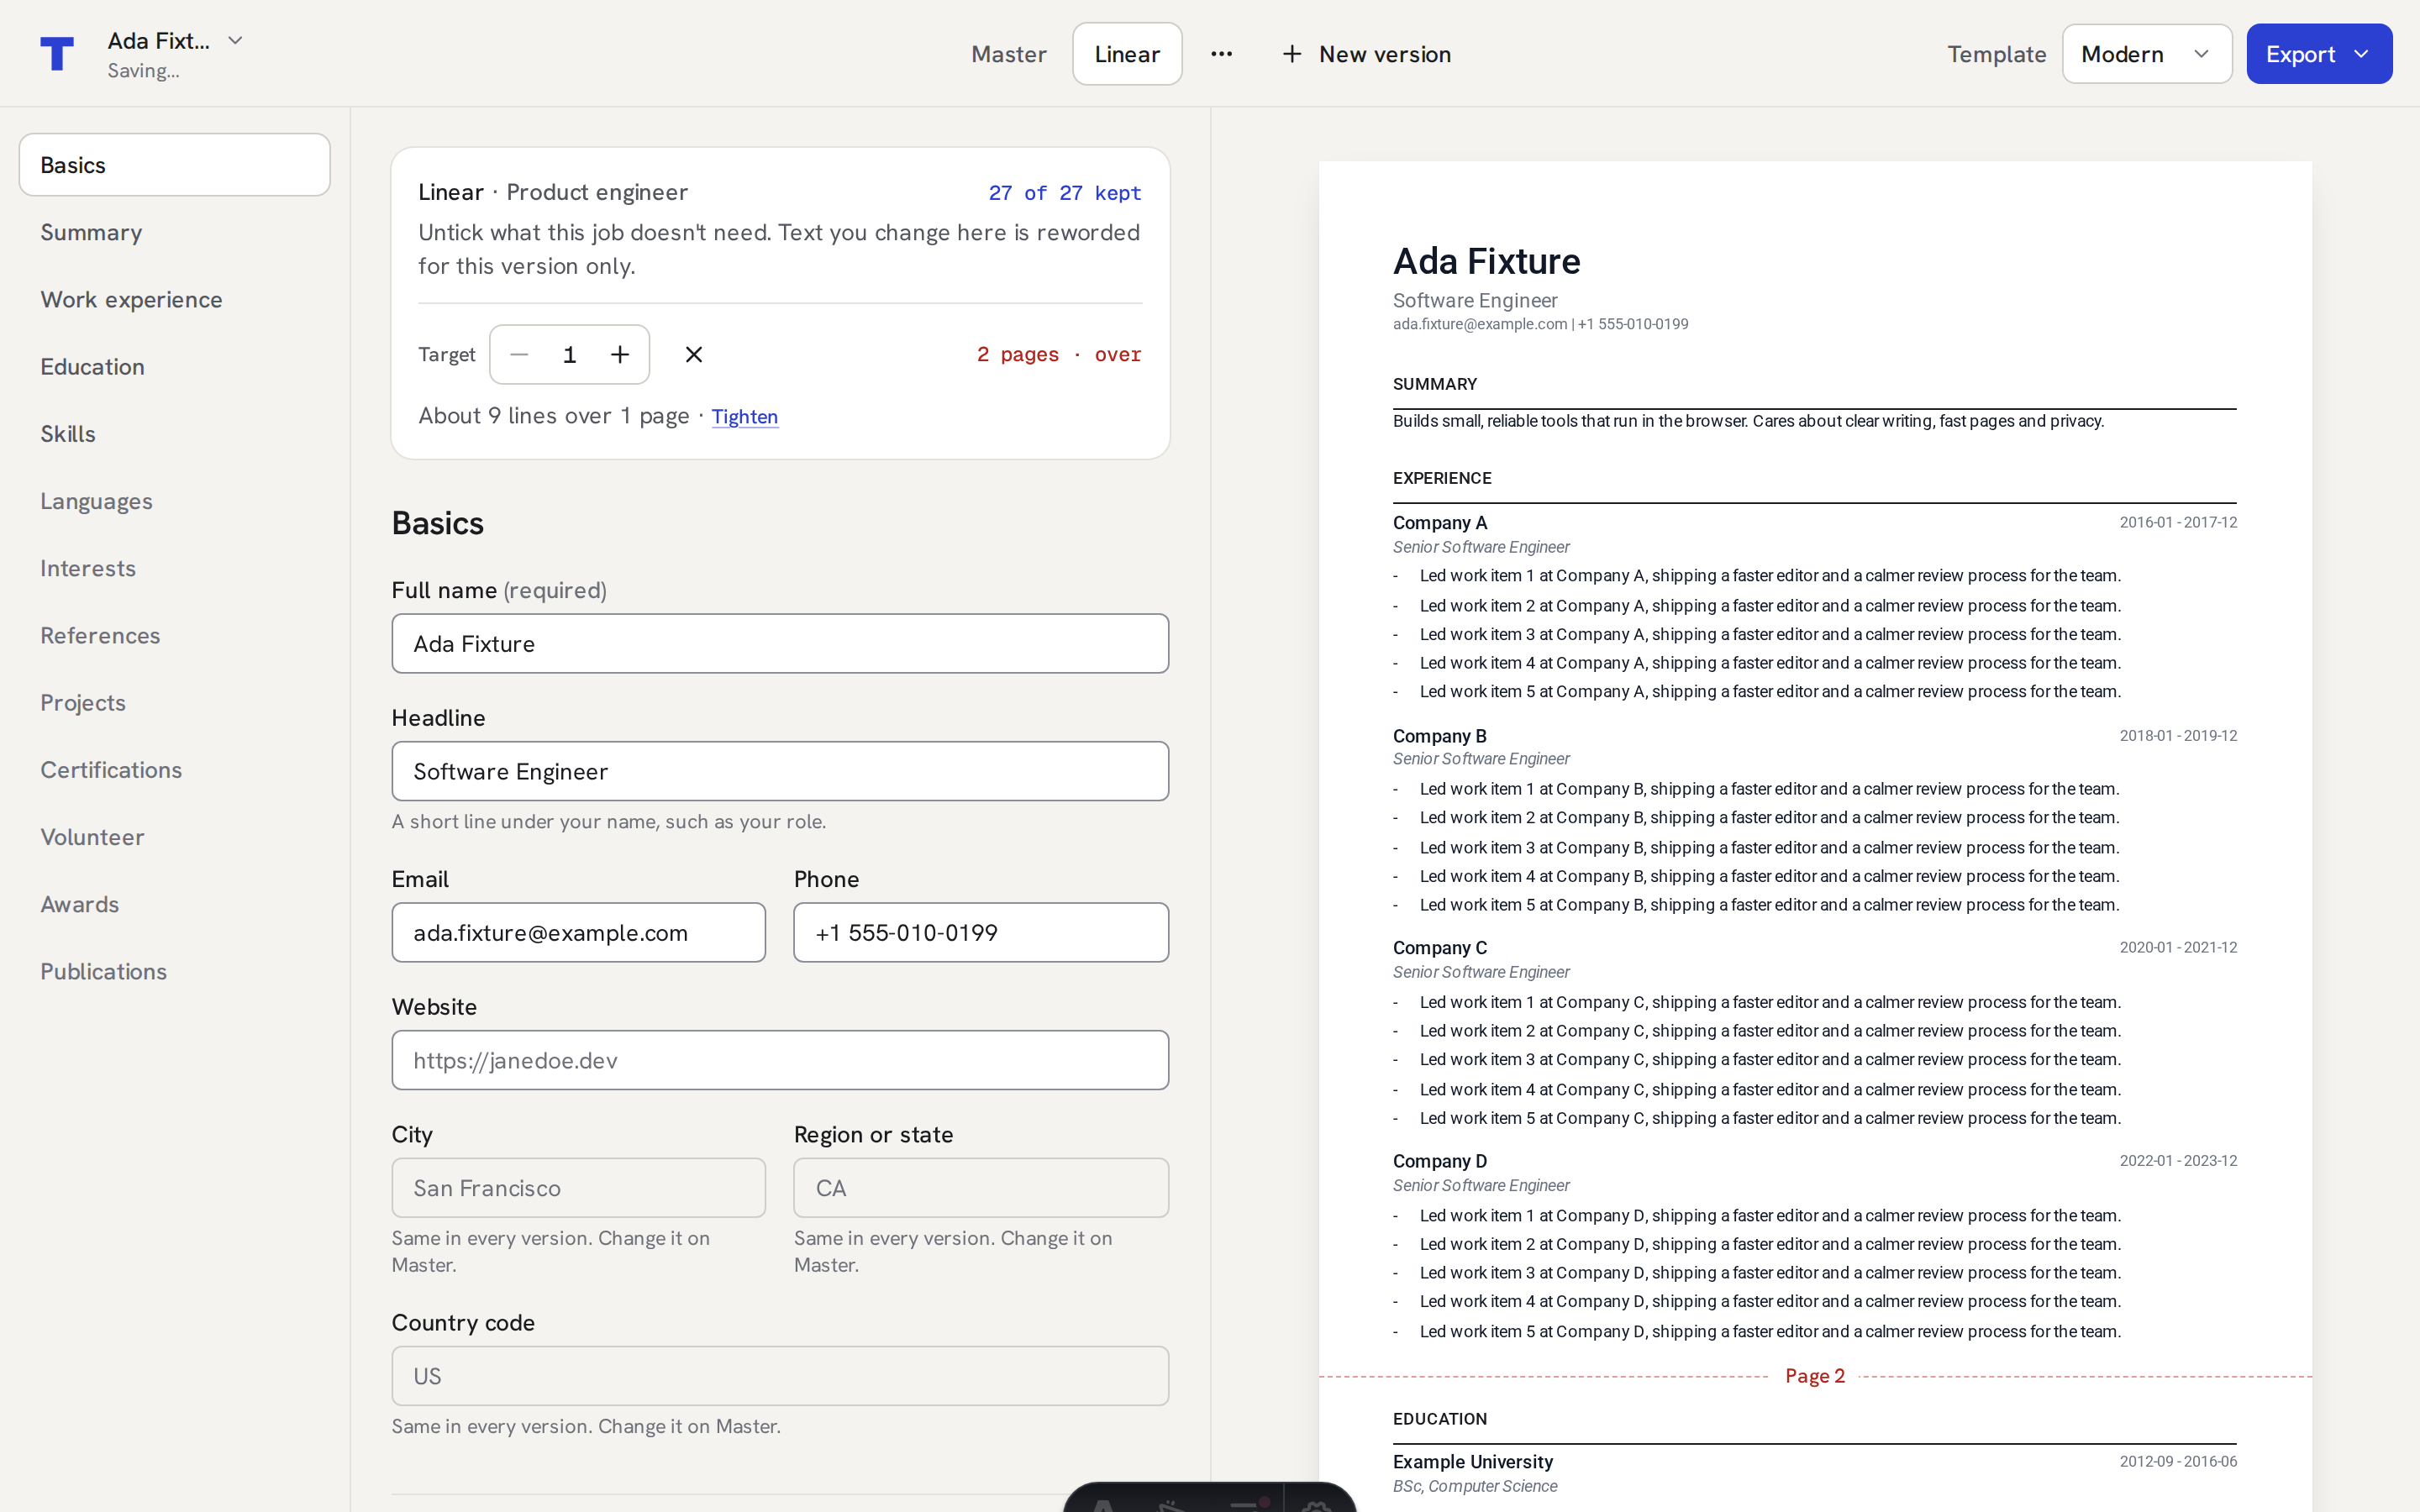 T
Ada Fixt...
Saving...
Master
Linear
New version
Template
Modern
Export
Basics
Summary
Work experience
Education
Skills
Languages
Interests
References
Projects
Certifications
Volunteer
Awards
Publications
Linear · Product engineer
27 of 27 kept
Untick what this job doesn't need. Text you change here is reworded
for this version only.
Target
1
2 pages · over
About 9 lines over 1 page · Tighten
Basics
Full name (required)
Ada Fixture
Headline
Software Engineer
A short line under your name, such as your role.
Email
Phone
ada.fixture@example.com
+1 555-010-0199
Website
https://janedoe.dev
City
Region or state
San Francisco
CA
Same in every version. Change it on
Master.
Same in every version. Change it on
Master.
Country code
US
Same in every version. Change it on Master.
Ada Fixture
Software Engineer
ada.fixture@example.com | +1 555-010-0199
SUMMARY
Builds small, reliable tools that run in the browser. Cares about clear writing, fast pages and privacy.
EXPERIENCE
Company A
2016-01 - 2017-12
Senior Software Engineer
- Led work item 1 at Company A, shipping a faster editor and a calmer review process for the team.
- Led work item 2 at Company A, shipping a faster editor and a calmer review process for the team.
- Led work item 3 at Company A, shipping a faster editor and a calmer review process for the team.
- Led work item 4 at Company A, shipping a faster editor and a calmer review process for the team.
- Led work item 5 at Company A, shipping a faster editor and a calmer review process for the team.
Company B
2018-01 - 2019-12
Senior Software Engineer
- Led work item 1 at Company B, shipping a faster editor and a calmer review process for the team.
- Led work item 2 at Company B, shipping a faster editor and a calmer review process for the team.
- Led work item 3 at Company B, shipping a faster editor and a calmer review process for the team.
- Led work item 4 at Company B, shipping a faster editor and a calmer review process for the team.
- Led work item 5 at Company B, shipping a faster editor and a calmer review process for the team.
Company C
2020-01 - 2021-12
Senior Software Engineer
- Led work item 1 at Company C, shipping a faster editor and a calmer review process for the team.
- Led work item 2 at Company C, shipping a faster editor and a calmer review process for the team.
- Led work item 3 at Company C, shipping a faster editor and a calmer review process for the team.
- Led work item 4 at Company C, shipping a faster editor and a calmer review process for the team.
- Led work item 5 at Company C, shipping a faster editor and a calmer review process for the team.
Company D
2022-01 - 2023-12
Senior Software Engineer
- Led work item 1 at Company D, shipping a faster editor and a calmer review process for the team.
- Led work item 2 at Company D, shipping a faster editor and a calmer review process for the team.
- Led work item 3 at Company D, shipping a faster editor and a calmer review process for the team.
- Led work item 4 at Company D, shipping a faster editor and a calmer review process for the team.
- Led work item 5 at Company D, shipping a faster editor and a calmer review process for the team.
Page 2
EDUCATION
Example University
2012-09 - 2016-06
BSc, Computer Science